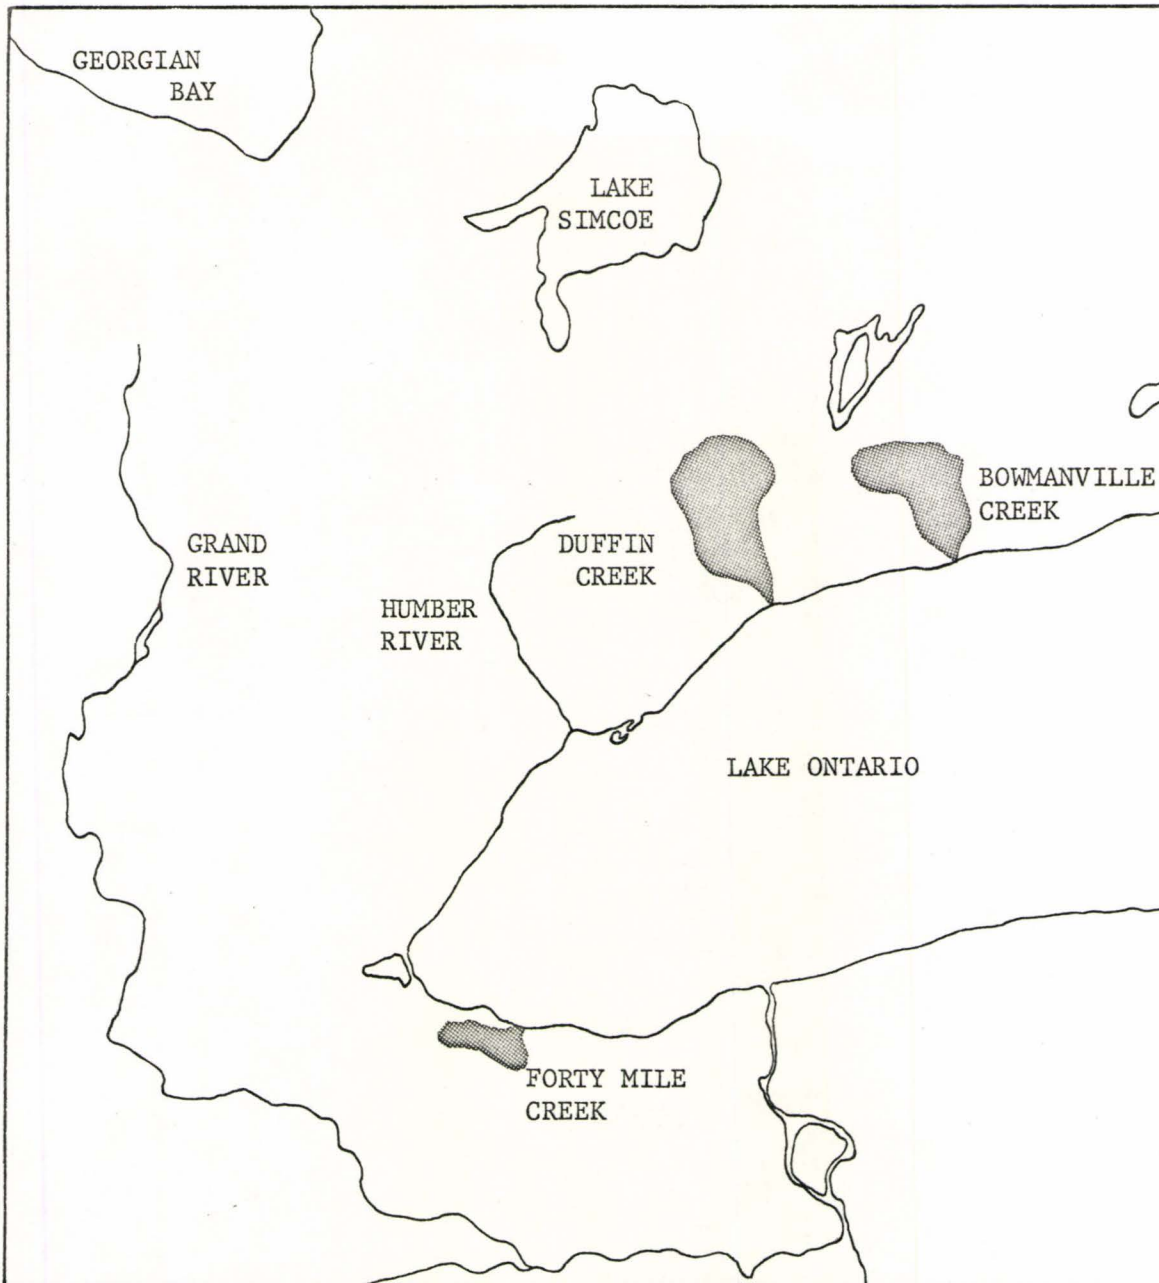 GEORGIAN
BAY
LAKE
SIMCOE
BOWMANVILLE
CREEK
GRAND
RIVER
DUFFIN
CREEK
HUMBER
RIVER
LAKE ONTARIO
FORTY MILE
CREEK